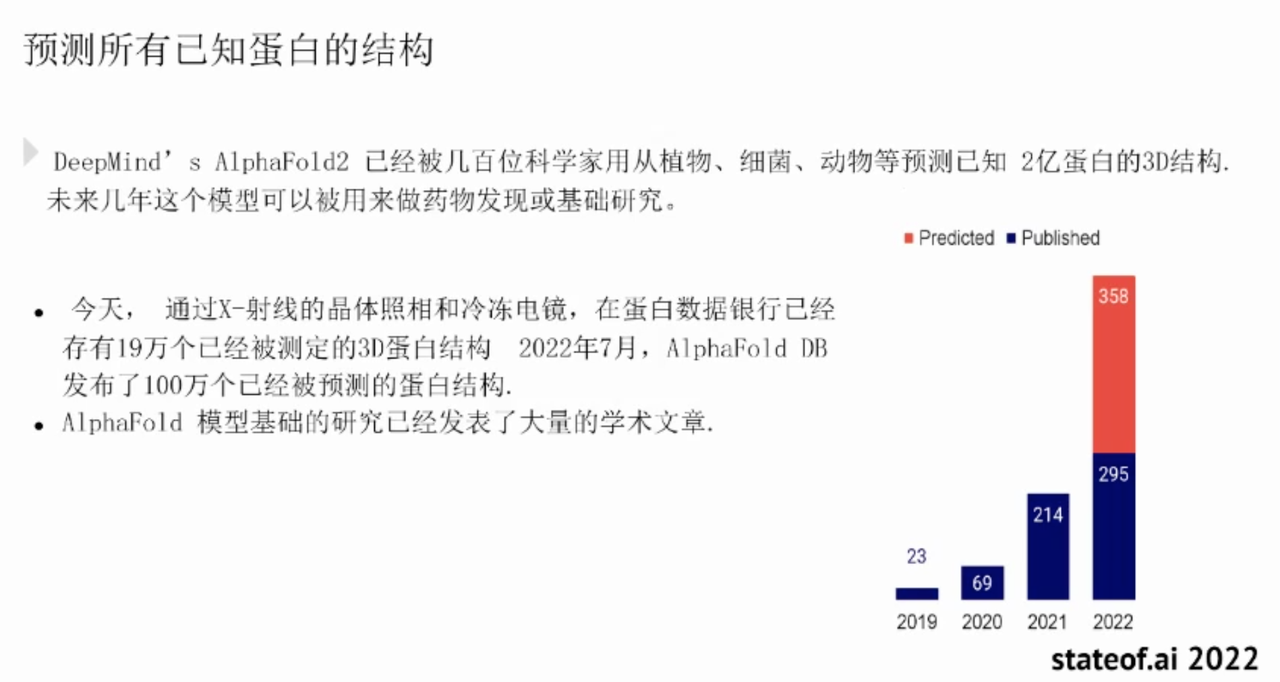 预测所有已知蛋白的结构
DeepMind’s AlphaFold2 已经被几百位科学家用从植物、细菌、动物等预测已知 2亿蛋白的3D结构.
未来几年这个模型可以被用来做药物发现或基础研究。
Predicted Published
• 今天， 通过X-射线的晶体照相和冷冻电镜，在蛋白数据银行已经
存有19万个已经被测定的3D蛋白结构 2022年7月，AlphaFold DB
发布了100万个已经被预测的蛋白结构.
• AlphaFold 模型基础的研究已经发表了大量的学术文章.
358
295
214
23
69
2019 2020 2021 2022
stateof.ai 2022